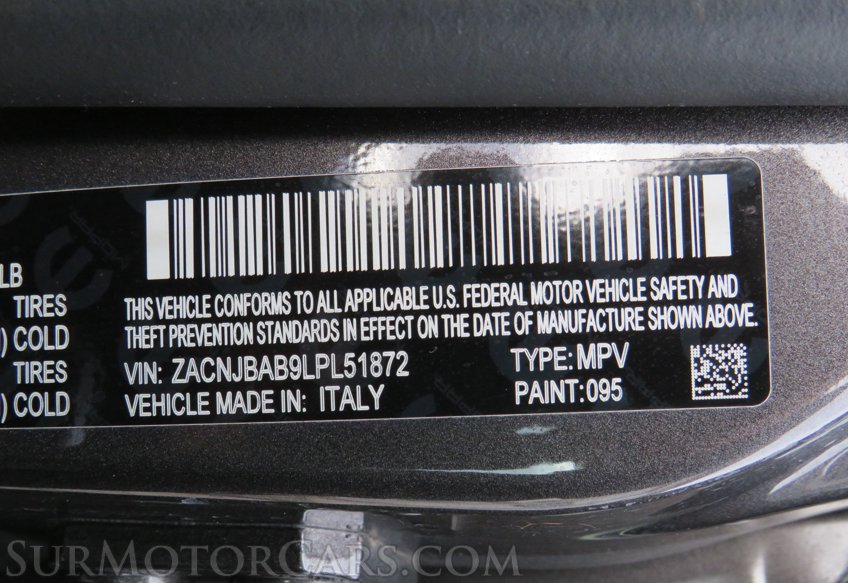 LB
TIRES
) COLD
TIRES
) COLD
THIS VEHICLE CONFORMS TO ALL APPLICABLE U.S. FEDERAL MOTOR VEHICLE SAFETY AND
THEFT PREVENTION STANDARDS IN EFFECT ON THE DATE OF MANUFACTURE SHOWN ABOVE.
VIN: ZACNJBAB9LPL51872 TYPE: MPV
VEHICLE MADE IN: ITALY PAINT: 095
SURMOTORCARS.COM